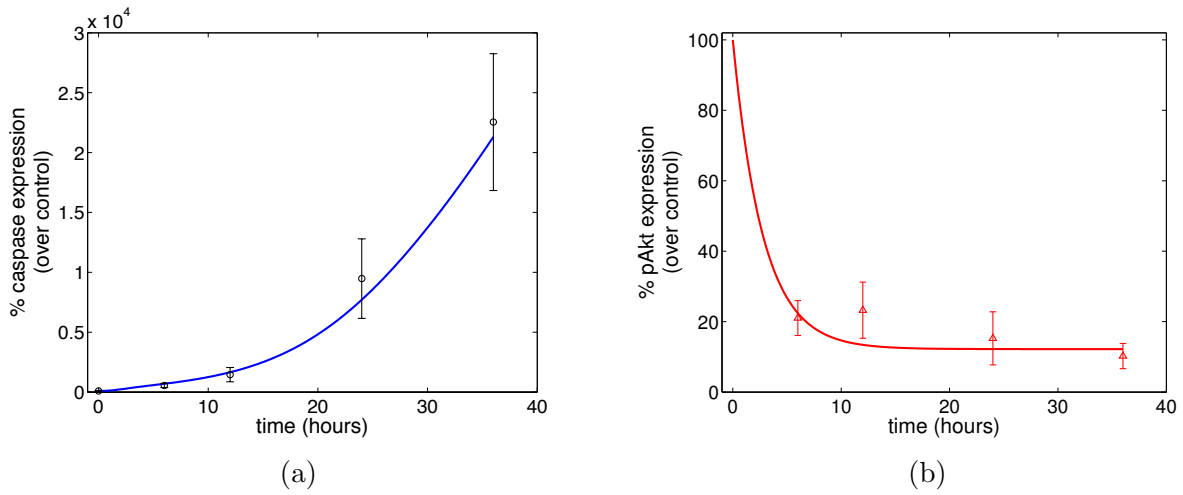 x 10⁴
3
2.5
2
1.5
1
0.5
0
0 10 20 30 40
time (hours)
% caspase expression
(over control)
(a)
100
80
60
40
20
0
0 10 20 30 40
time (hours)
% pAkt expression
(over control)
(b)